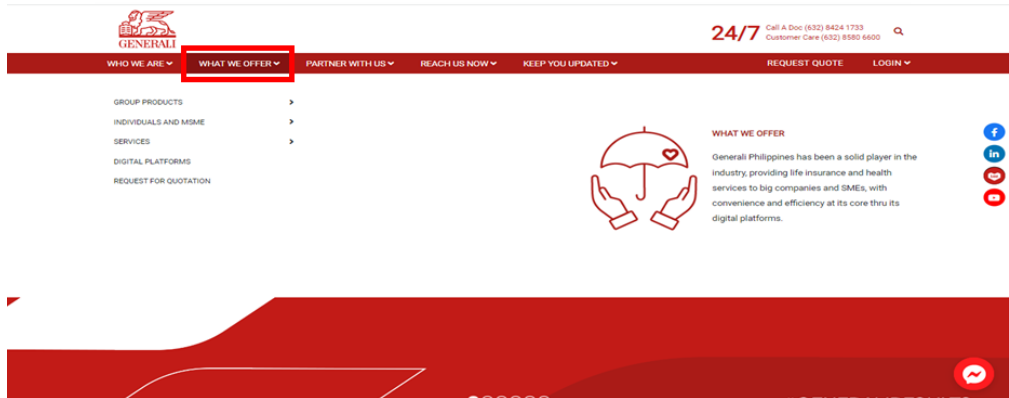 GENERALI
24/7
Call A Doc (632) 8424 1733
Customer Care (632) 8580 6600
WHO WE ARE
WHAT WE OFFER
PARTNER WITH US
REACH US NOW
KEEP YOU UPDATED
REQUEST QUOTE
LOGIN
GROUP PRODUCTS
INDIVIDUALS AND MSME
SERVICES
DIGITAL PLATFORMS
REQUEST FOR QUOTATION
WHAT WE OFFER
Generali Philippines has been a solid player in the
industry, providing life insurance and health
services to big companies and SMEs, with
convenience and efficiency at its core thru its
digital platforms.